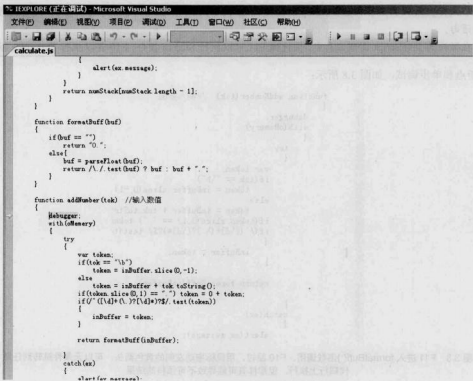 IEXPLORE (正在调试) - Microsoft Visual Studio
文件(F) 编辑(E) 视图(V) 项目(P) 调试(D) 工具(T) 窗口(W) 社区(C) 帮助(H)
calculate.js
{
alert(ex.message);
}
}
return numStack[numStack.length - 1];
}
}
function formatBuff(buf)
{
if(buf == "")
return "0.";
else{
buf = parseFloat(buf);
return /\./.test(buf) ? buf : buf + ".";
}
}
function addNumber(tok) //输入数值
{
debugger;
with(oMemory)
{
try
{
var token;
if(tok == "\b")
token = inBuffer.slice(0,-1);
else
token = inBuffer + tok.toString();
if(token.slice(0,1) == ".") token = 0 + token;
if(/^([\d]+(\.)?[\d]*)?$/.test(token))
{
inBuffer = token;
}
return formatBuff(inBuffer);
}
catch(ex)
{
alert(ex.message);